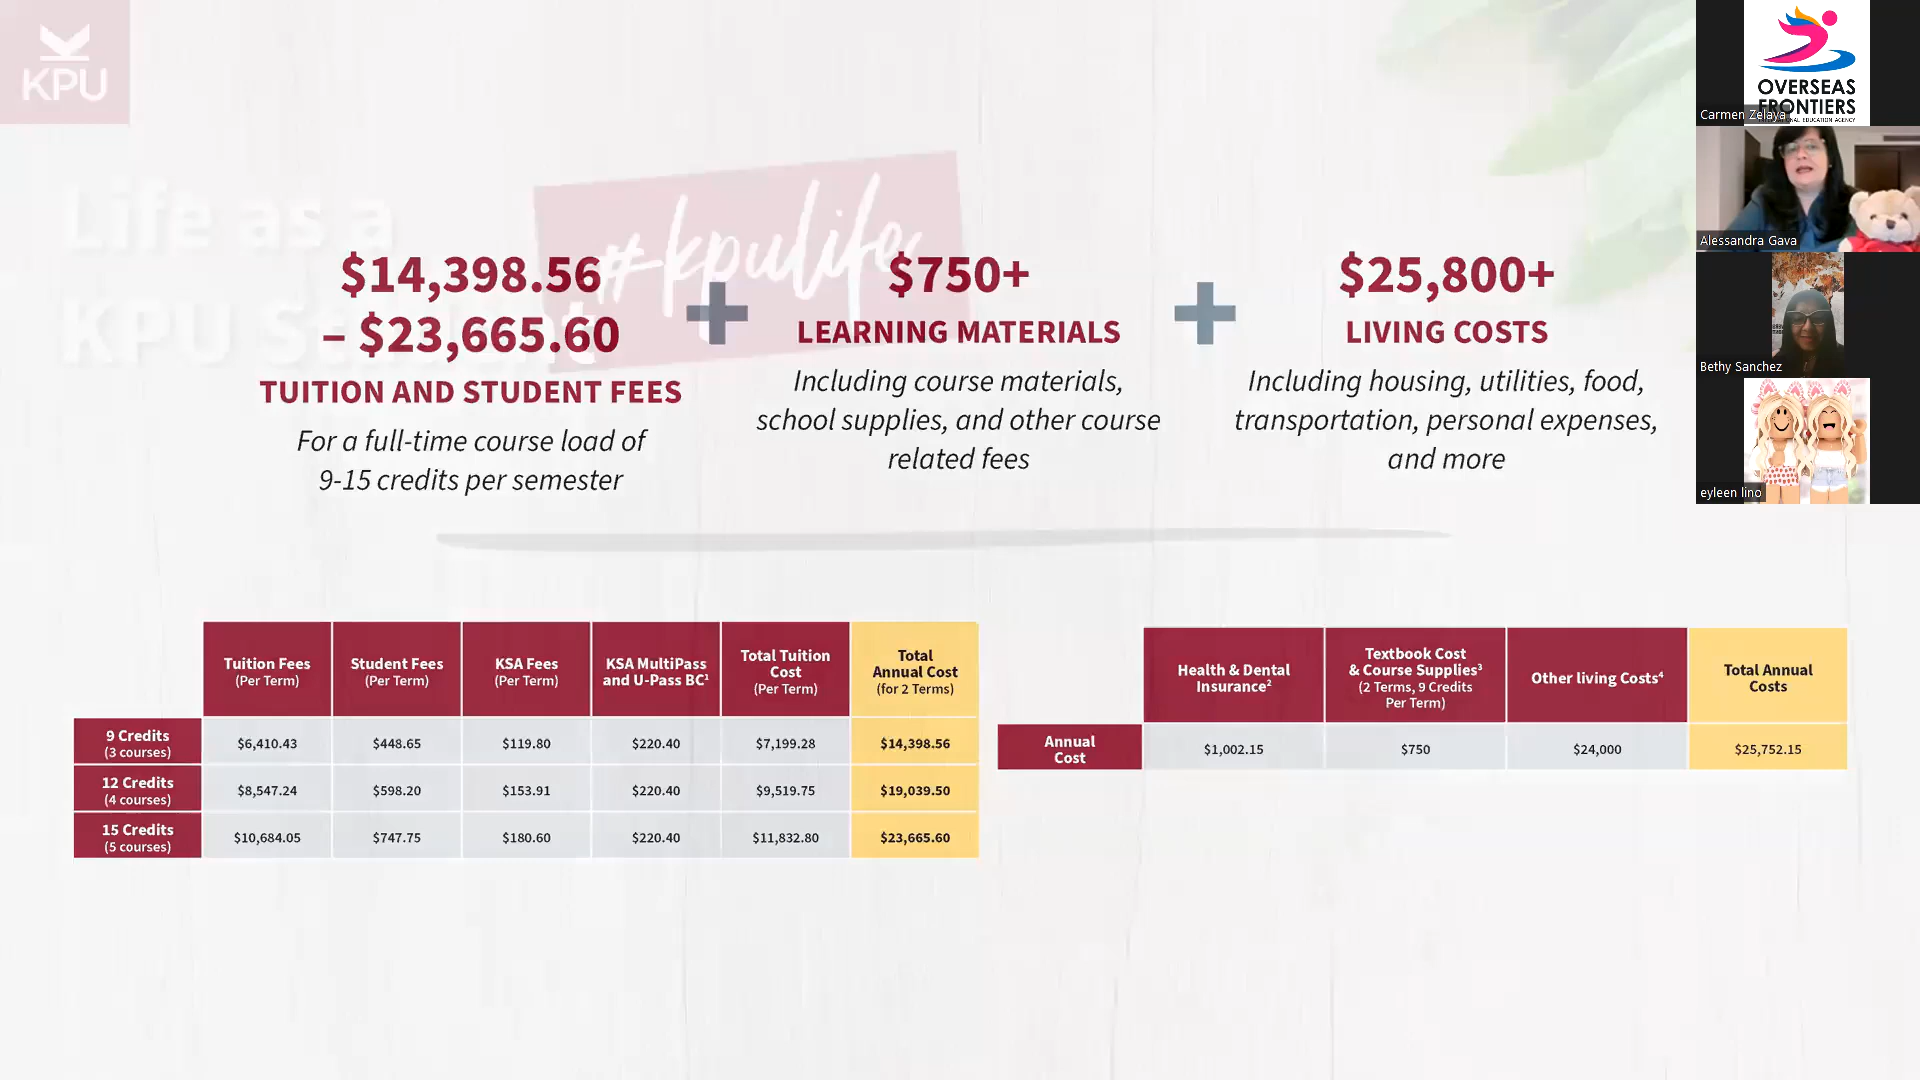 KPU
Life as a
KPU Student
#kpulife
$14,398.56
– $23,665.60
TUITION AND STUDENT FEES
For a full-time course load of
9-15 credits per semester
$750+
LEARNING MATERIALS
Including course materials,
school supplies, and other course
related fees
$25,800+
LIVING COSTS
Including housing, utilities, food,
transportation, personal expenses,
and more
Tuition Fees (Per Term) Student Fees (Per Term) KSA Fees (Per Term) KSA MultiPass and U-Pass BC¹ Total Tuition Cost (Per Term) Total Annual Cost (for 2 Terms)
9 Credits (3 courses) $6,410.43 $448.65 $119.80 $220.40 $7,199.28 $14,398.56
12 Credits (4 courses) $8,547.24 $598.20 $153.91 $220.40 $9,519.75 $19,039.50
15 Credits (5 courses) $10,684.05 $747.75 $180.60 $220.40 $11,832.80 $23,665.60
Health & Dental Insurance² Textbook Cost & Course Supplies³ (2 Terms, 9 Credits Per Term) Other living Costs⁴ Total Annual Costs
Annual Cost $1,002.15 $750 $24,000 $25,752.15
OVERSEAS
FRONTIERS
EDUCATION AGENCY
Carmen Zelaya
Alessandra Gava
Bethy Sanchez
eyleen lino